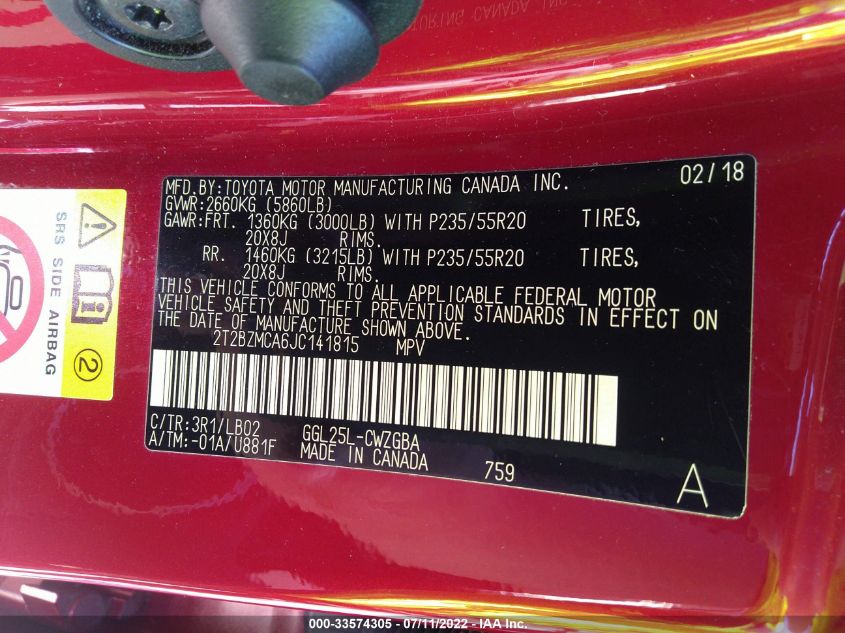 TURING CANADA INC
MFD.BY:TOYOTA MOTOR MANUFACTURING CANADA INC. 02/18
GVWR:2660KG (5860LB)
GAWR:FRT. 1360KG (3000LB) WITH P235/55R20 TIRES,
20X8J RIMS.
RR. 1460KG (3215LB) WITH P235/55R20 TIRES,
20X8J RIMS.
THIS VEHICLE CONFORMS TO ALL APPLICABLE FEDERAL MOTOR
VEHICLE SAFETY AND THEFT PREVENTION STANDARDS IN EFFECT ON
THE DATE OF MANUFACTURE SHOWN ABOVE.
2T2BZMCA6JC141815 MPV
C/TR:3R1/LB02 GGL25L-CWZGBA
A/TM:-01A/U881F MADE IN CANADA 759 A
SRS SIDE AIRBAG
2
000-33574305 - 07/11/2022 - IAA Inc.